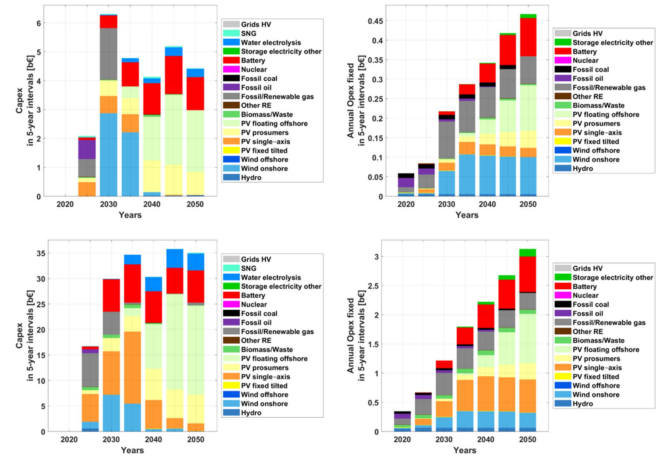 Capex
in 5-year intervals [b€]
6
5
4
3
2
1
0
2020
2030
2040
2050
Years
Grids HV
SNG
Water electrolysis
Storage electricity other
Battery
Nuclear
Fossil coal
Fossil oil
Fossil/Renewable gas
Other RE
Biomass/Waste
PV floating offshore
PV prosumers
PV single-axis
PV fixed tilted
Wind offshore
Wind onshore
Hydro
Annual Opex fixed
in 5-year intervals [b€]
0.45
0.4
0.35
0.3
0.25
0.2
0.15
0.1
0.05
0
2020
2030
2040
2050
Years
Grids HV
Storage electricity other
Battery
Nuclear
Fossil coal
Fossil oil
Fossil/Renewable gas
Other RE
Biomass/Waste
PV floating offshore
PV prosumers
PV single-axis
PV fixed tilted
Wind offshore
Wind onshore
Hydro
Capex
in 5-year intervals [b€]
35
30
25
20
15
10
5
0
2020
2030
2040
2050
Years
Grids HV
SNG
Water electrolysis
Storage electricity other
Battery
Nuclear
Fossil coal
Fossil oil
Fossil/Renewable gas
Other RE
Biomass/Waste
PV floating offshore
PV prosumers
PV single-axis
PV fixed tilted
Wind offshore
Wind onshore
Hydro
Annual Opex fixed
in 5-year intervals [b€]
3
2.5
2
1.5
1
0.5
0
2020
2030
2040
2050
Years
Grids HV
Storage electricity other
Battery
Nuclear
Fossil coal
Fossil oil
Fossil/Renewable gas
Other RE
Biomass/Waste
PV floating offshore
PV prosumers
PV single-axis
PV fixed tilted
Wind offshore
Wind onshore
Hydro